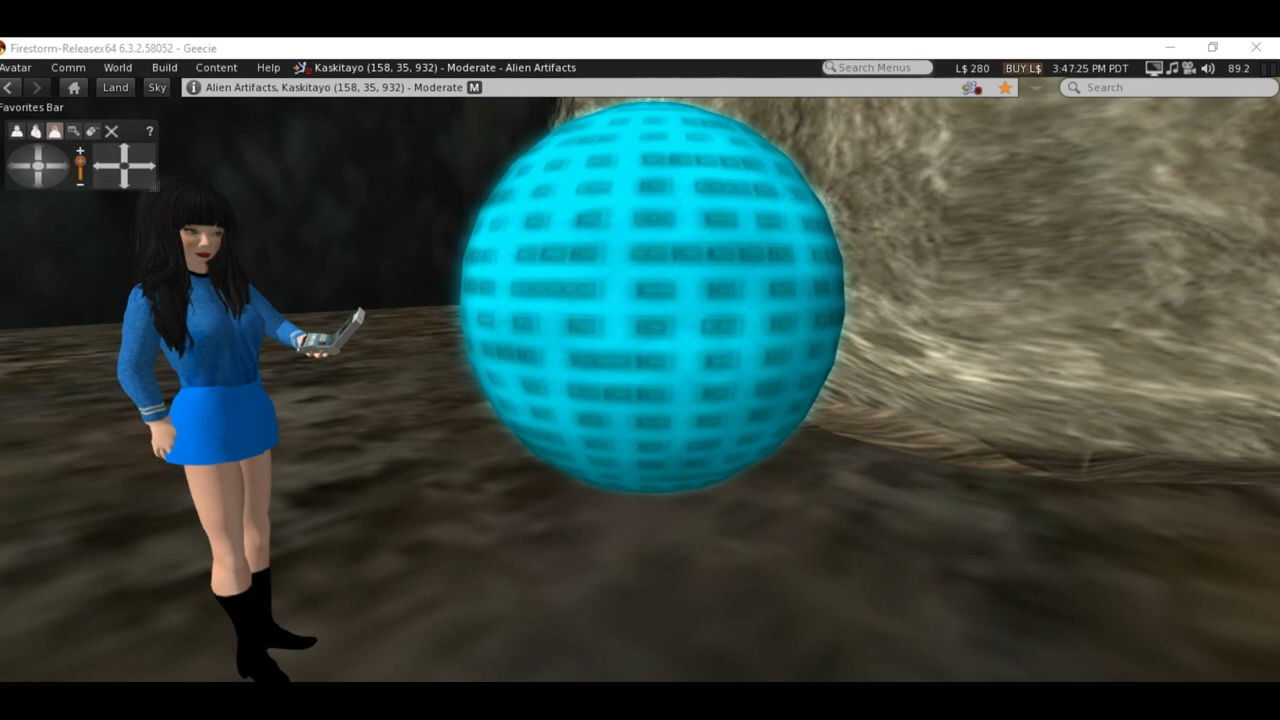 Firestorm-Releasex64 6.3.2.58052 - Geecie
Avatar Comm World Build Content Help Kaskitayo (158, 35, 932) - Moderate - Alien Artifacts Search Menus L$ 280 BUY L$ 3:47:25 PM PDT 89.2
Land Sky Alien Artifacts, Kaskitayo (158, 35, 932) - Moderate M Search
Favorites Bar
?